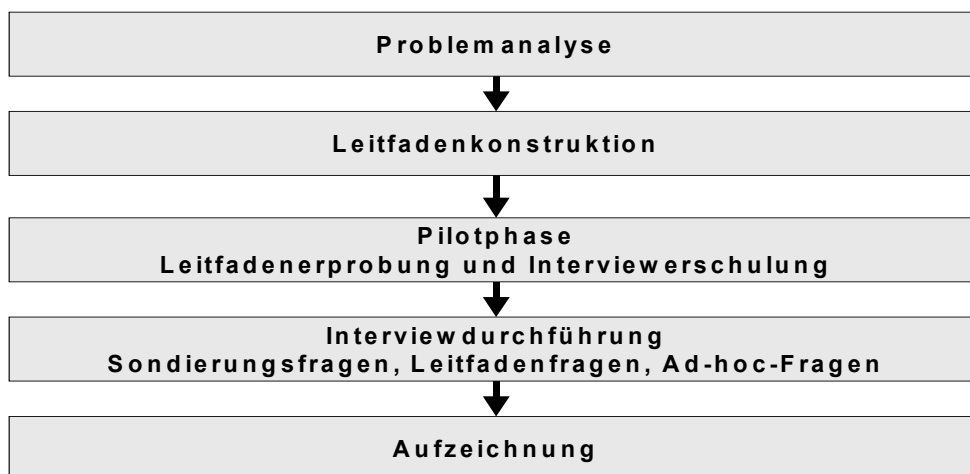 Problemanalyse
Leitfadenkonstruktion
Pilotphase
Leitfadenerprobung und Interviewerschulung
Interviewdurchführung
Sondierungsfragen, Leitfadenfragen, Ad-hoc-Fragen
Aufzeichnung